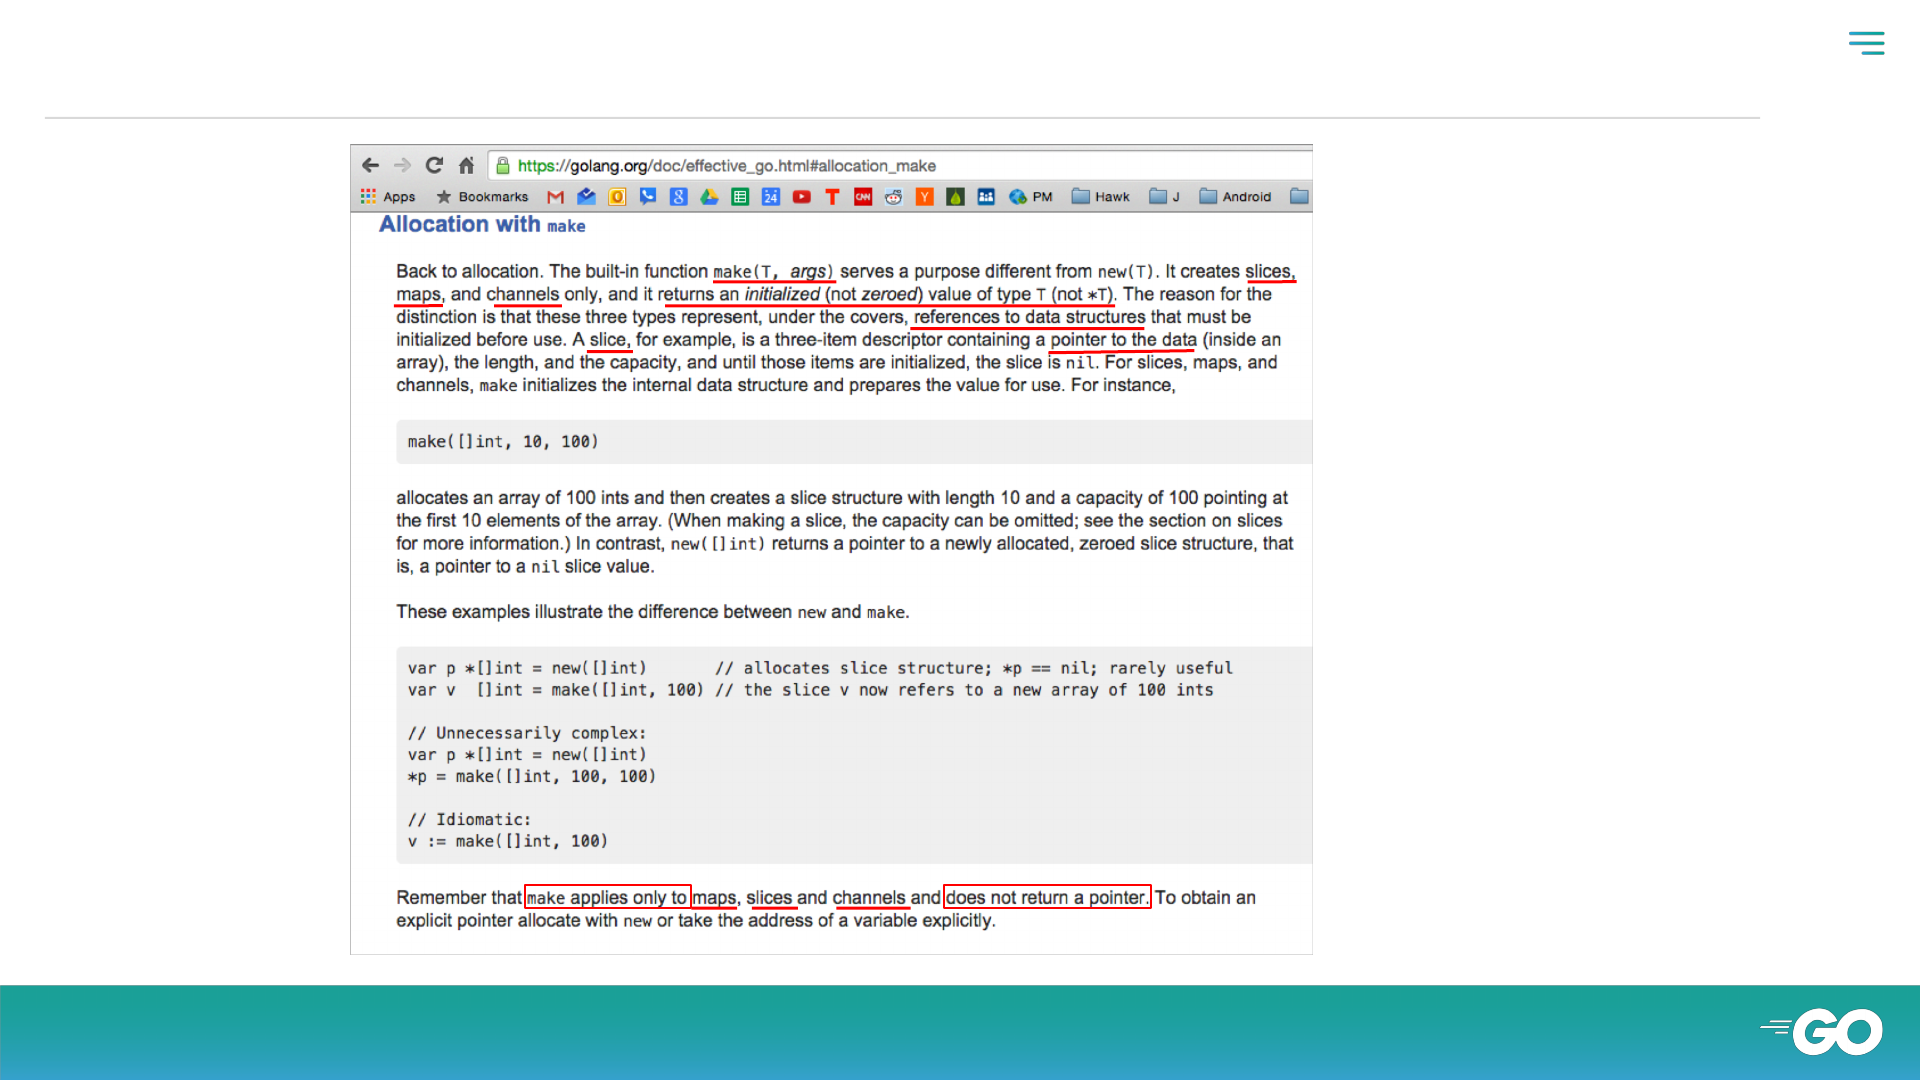 https://golang.org/doc/effective_go.html#allocation_make
Apps Bookmarks 8 24 T CNN Y PM Hawk J Android
Allocation with make
Back to allocation. The built-in function make(T, args) serves a purpose different from new(T). It creates slices,
maps, and channels only, and it returns an initialized (not zeroed) value of type T (not *T). The reason for the
distinction is that these three types represent, under the covers, references to data structures that must be
initialized before use. A slice, for example, is a three-item descriptor containing a pointer to the data (inside an
array), the length, and the capacity, and until those items are initialized, the slice is nil. For slices, maps, and
channels, make initializes the internal data structure and prepares the value for use. For instance,
make([]int, 10, 100)
allocates an array of 100 ints and then creates a slice structure with length 10 and a capacity of 100 pointing at
the first 10 elements of the array. (When making a slice, the capacity can be omitted; see the section on slices
for more information.) In contrast, new([]int) returns a pointer to a newly allocated, zeroed slice structure, that
is, a pointer to a nil slice value.
These examples illustrate the difference between new and make.
var p *[]int = new([]int)       // allocates slice structure; *p == nil; rarely useful
var v  []int = make([]int, 100) // the slice v now refers to a new array of 100 ints
// Unnecessarily complex:
var p *[]int = new([]int)
*p = make([]int, 100, 100)
// Idiomatic:
v := make([]int, 100)
Remember that make applies only to maps, slices and channels and does not return a pointer. To obtain an
explicit pointer allocate with new or take the address of a variable explicitly.
GO